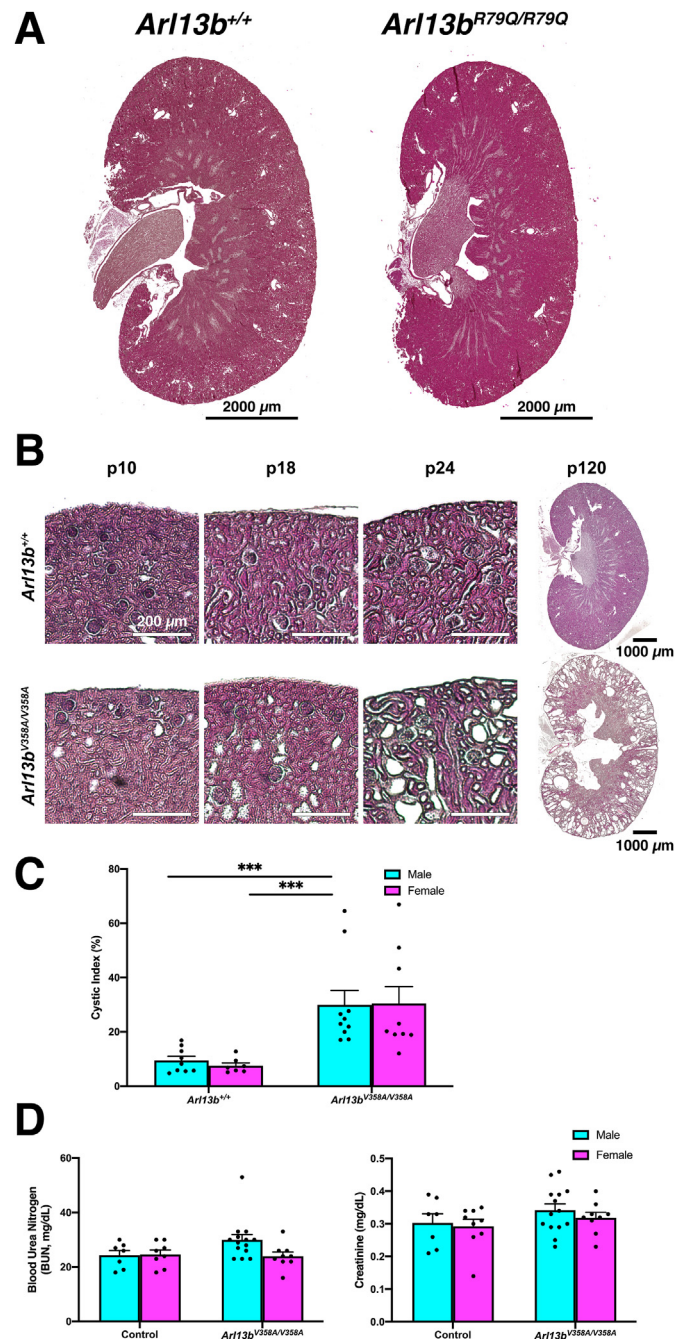 A
Arl13b+/+
Arl13bR79Q/R79Q
2000 µm
2000 µm
B
p10
p18
p24
p120
Arl13b+/+
200 µm
1000 µm
Arl13bV358A/V358A
1000 µm
C
Cystic Index (%)
80
60
40
20
0
***
***
Male
Female
Arl13b+/+
Arl13bV358A/V358A
D
Blood Urea Nitrogen
(BUN, mg/dL)
60
40
20
0
Control
Arl13bV358A/V358A
Male
Female
Creatinine (mg/dL)
0.5
0.4
0.3
0.2
0.1
0.0
Control
Arl13bV358A/V358A